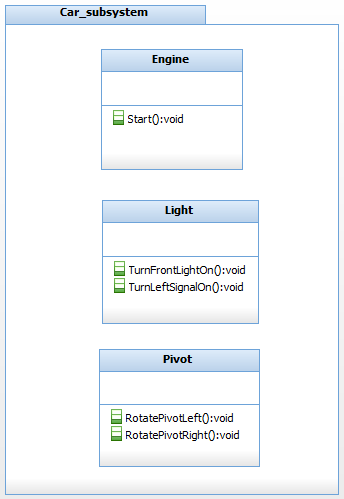 Car_subsystem
Engine
Start():void
Light
TurnFrontLightOn():void
TurnLeftSignalOn():void
Pivot
RotatePivotLeft():void
RotatePivotRight():void